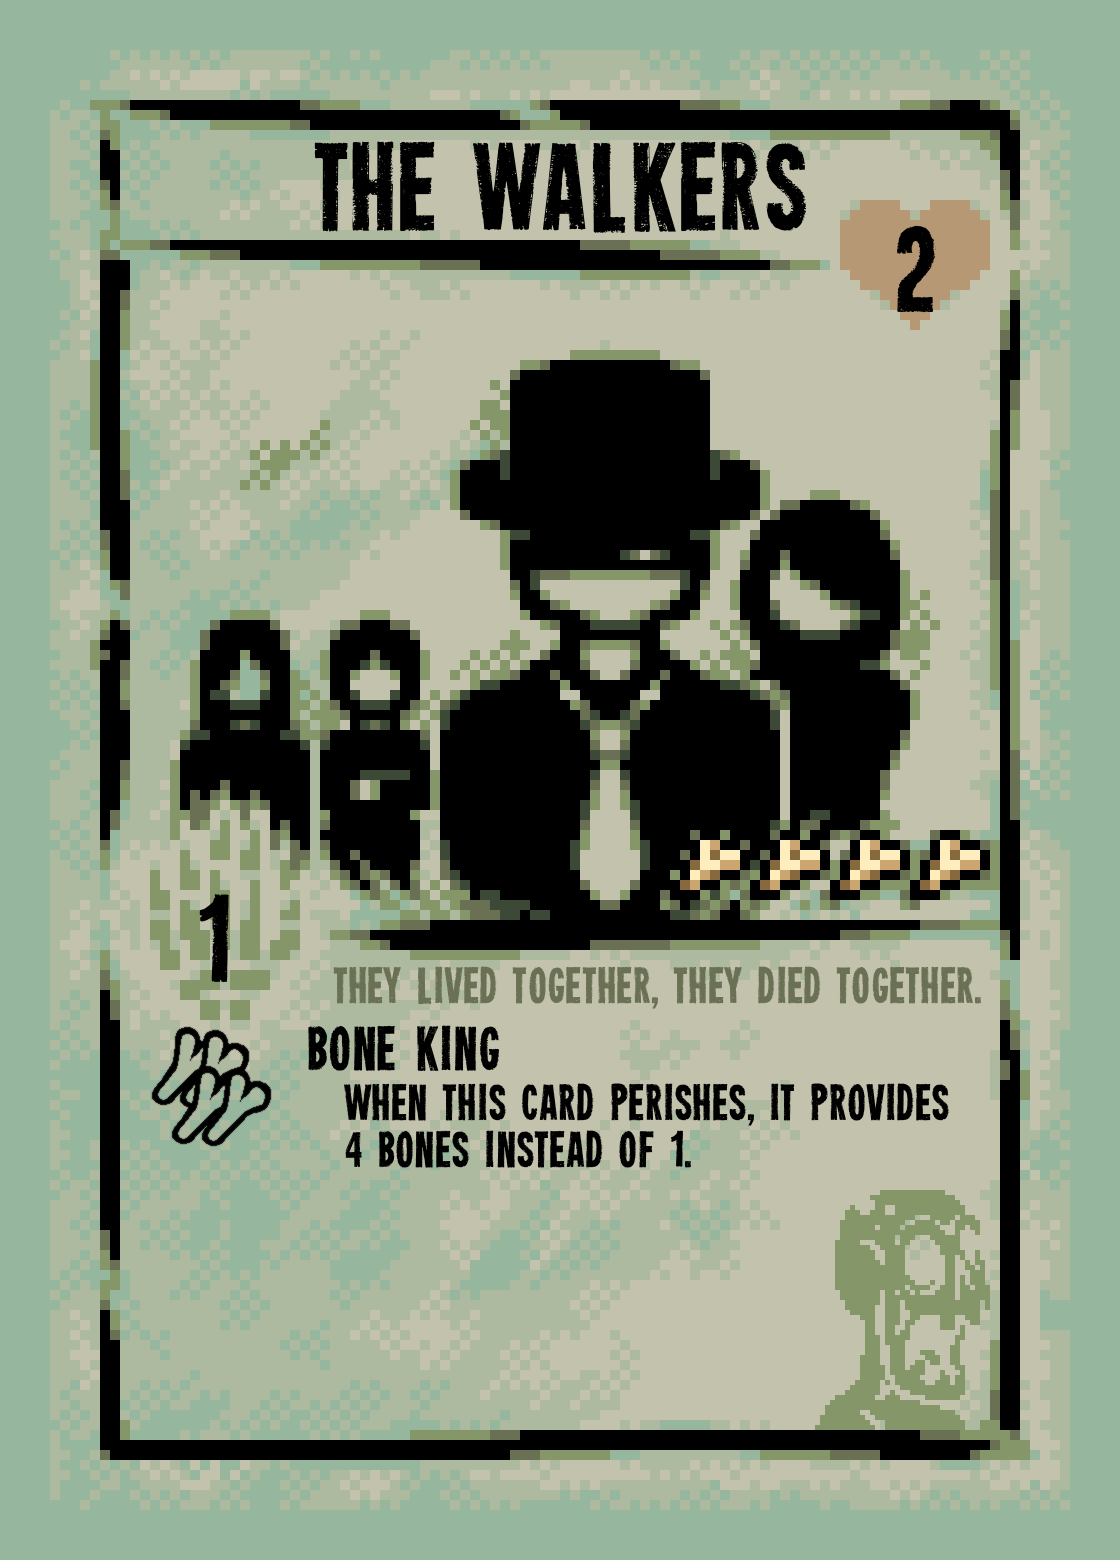 THE WALKERS
2
1
THEY LIVED TOGETHER, THEY DIED TOGETHER.
BONE KING
WHEN THIS CARD PERISHES, IT PROVIDES
4 BONES INSTEAD OF 1.